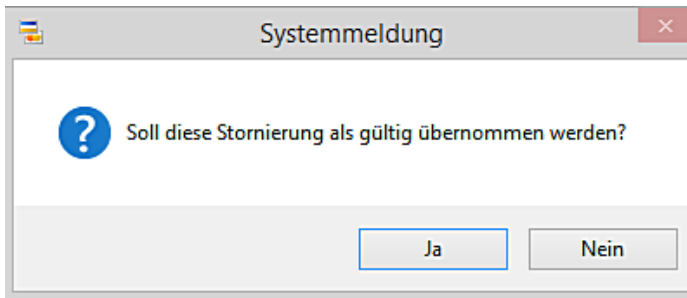 Systemmeldung
Soll diese Stornierung als gültig übernommen werden?
Ja
Nein